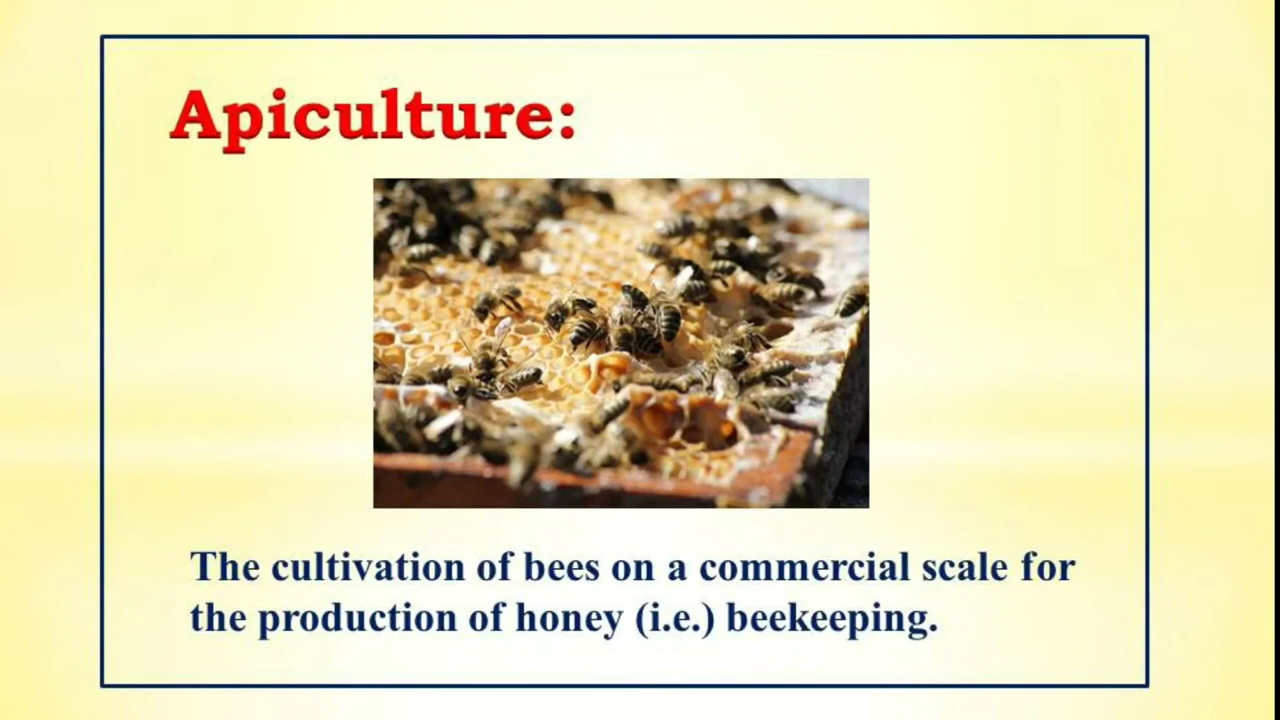 Apiculture:
The cultivation of bees on a commercial scale for
the production of honey (i.e.) beekeeping.